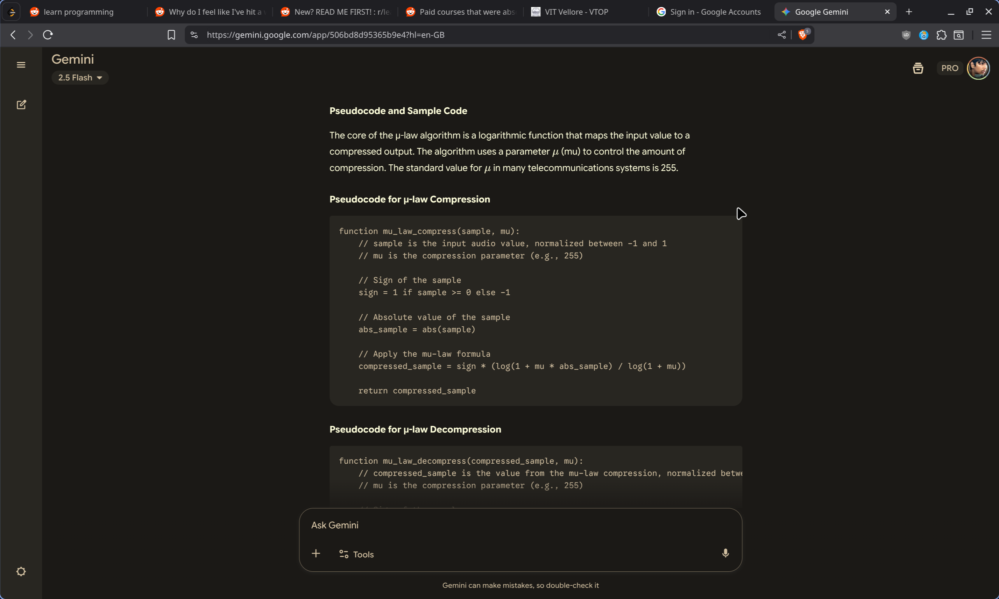 learn programming
Why do I feel like I've hit a
New? READ ME FIRST! : r/le
Paid courses that were abs
VIT Vellore - VTOP
Sign in - Google Accounts
Google Gemini
https://gemini.google.com/app/506bd8d95365b9e4?hl=en-GB
5
Gemini
2.5 Flash
PRO
Pseudocode and Sample Code
The core of the μ-law algorithm is a logarithmic function that maps the input value to a
compressed output. The algorithm uses a parameter μ (mu) to control the amount of
compression. The standard value for μ in many telecommunications systems is 255.
Pseudocode for μ-law Compression
function mu_law_compress(sample, mu):
// sample is the input audio value, normalized between -1 and 1
// mu is the compression parameter (e.g., 255)
// Sign of the sample
sign = 1 if sample >= 0 else -1
// Absolute value of the sample
abs_sample = abs(sample)
// Apply the mu-law formula
compressed_sample = sign * (log(1 + mu * abs_sample) / log(1 + mu))
return compressed_sample
Pseudocode for μ-law Decompression
function mu_law_decompress(compressed_sample, mu):
// compressed_sample is the value from the mu-law compression, normalized betwe
// mu is the compression parameter (e.g., 255)
Ask Gemini
Tools
Gemini can make mistakes, so double-check it